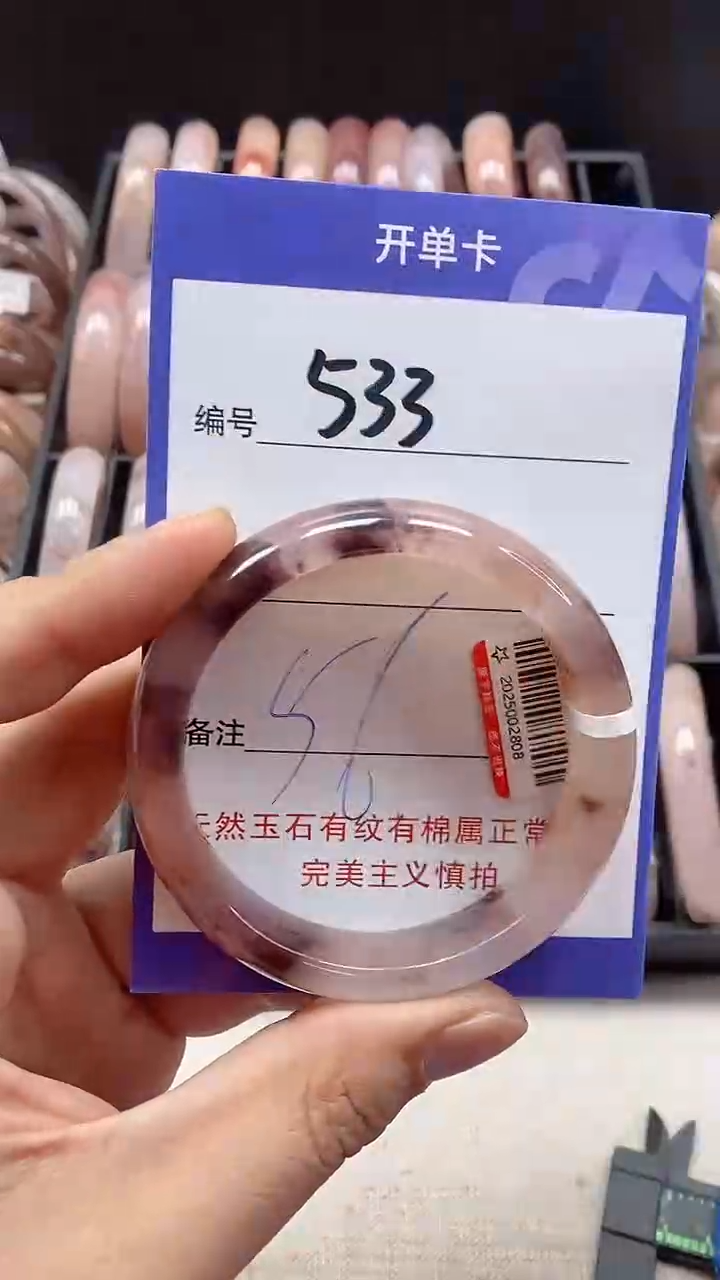 开单卡
编号 533
2025002808
备注 56
天然玉石有纹有棉属正常
完美主义慎拍